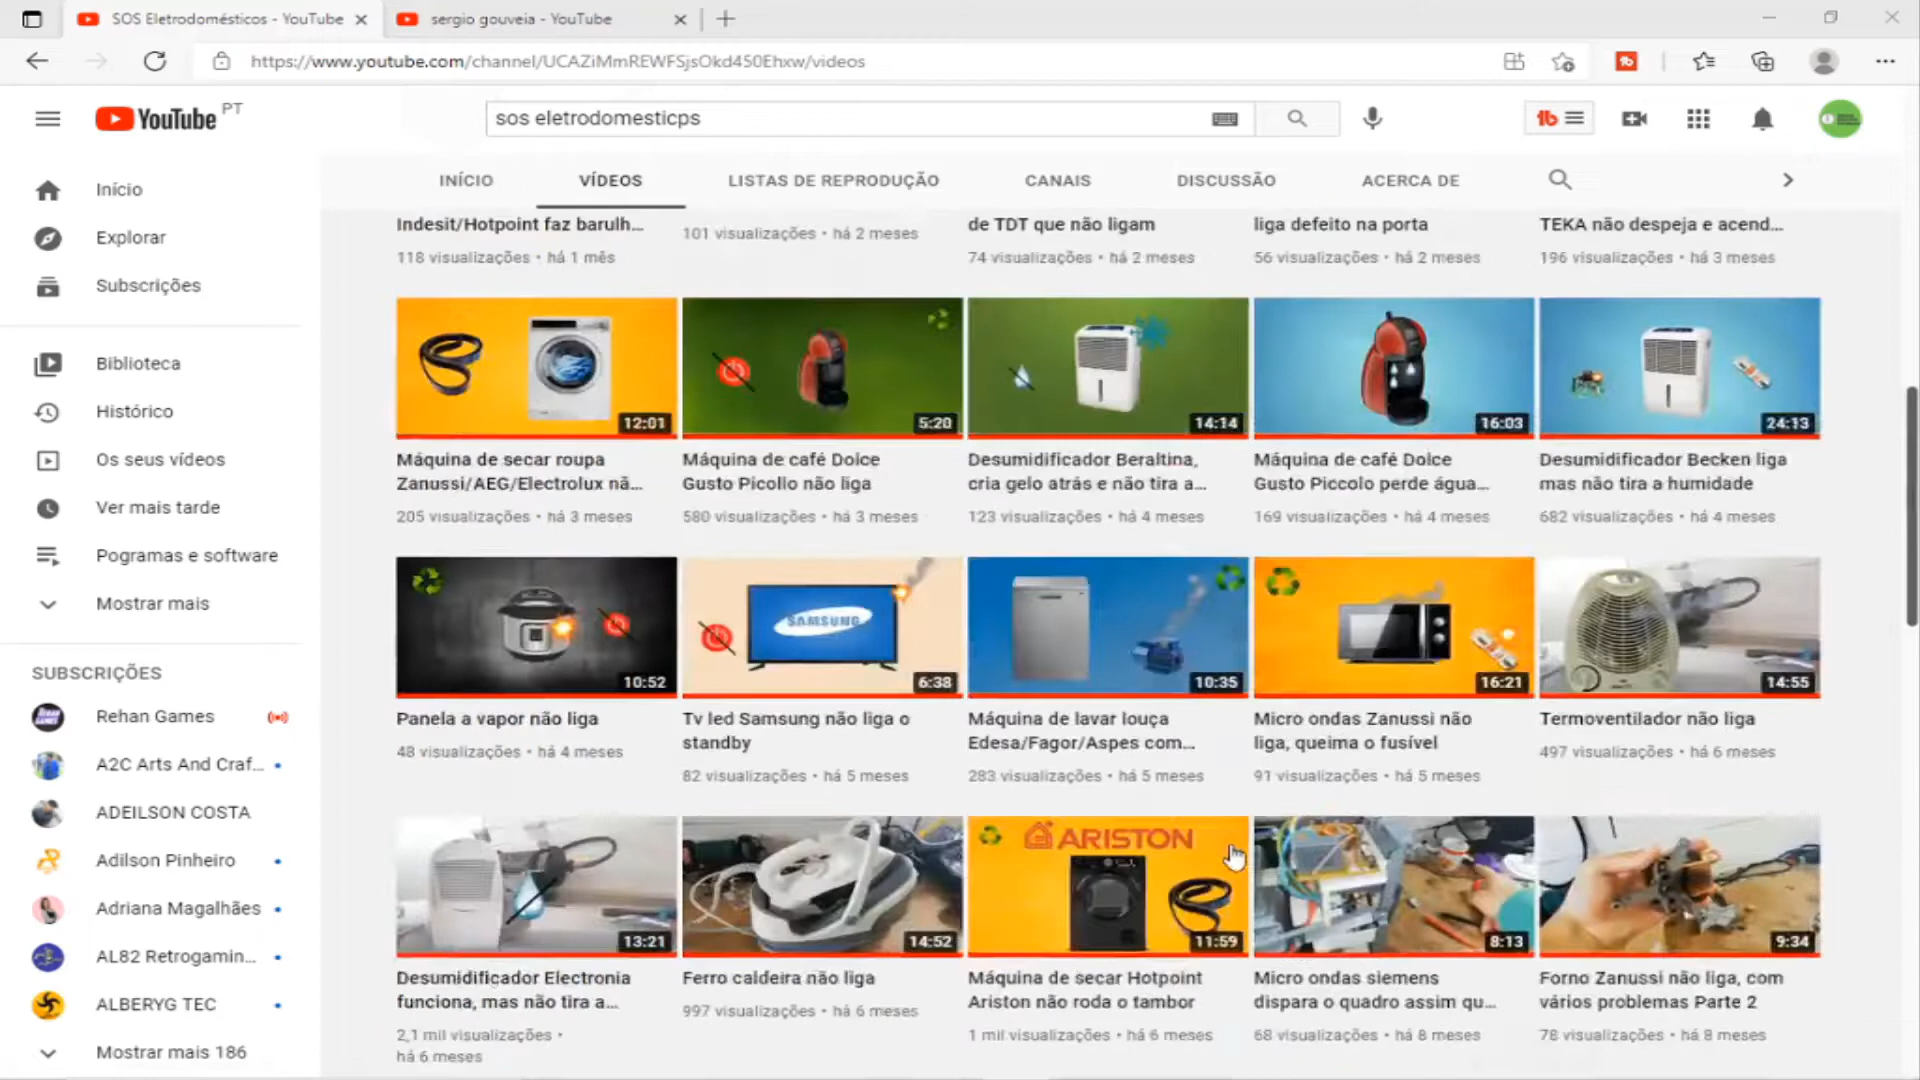 SOS Eletrodomésticos - YouTube
sergio gouveia - YouTube
https://www.youtube.com/channel/UCAZiMmREWFSjsOkd450Ehxw/videos
YouTube PT
sos eletrodomesticps
INÍCIO
VÍDEOS
LISTAS DE REPRODUÇÃO
CANAIS
DISCUSSÃO
ACERCA DE
Início
Explorar
Subscrições
Biblioteca
Histórico
Os seus vídeos
Ver mais tarde
Pogramas e software
Mostrar mais
SUBSCRIÇÕES
Rehan Games
A2C Arts And Craf...
ADEILSON COSTA
Adilson Pinheiro
Adriana Magalhães
AL82 Retrogamin...
ALBERYG TEC
Mostrar mais 186
Indesit/Hotpoint faz barulh...
118 visualizações • há 1 mês
101 visualizações • há 2 meses
de TDT que não ligam
74 visualizações • há 2 meses
liga defeito na porta
56 visualizações • há 2 meses
TEKA não despeja e acend...
196 visualizações • há 3 meses
12:01
Máquina de secar roupa
Zanussi/AEG/Electrolux nã...
205 visualizações • há 3 meses
5:20
Máquina de café Dolce
Gusto Picollo não liga
580 visualizações • há 3 meses
14:14
Desumidificador Beraltina,
cria gelo atrás e não tira a...
123 visualizações • há 4 meses
16:03
Máquina de café Dolce
Gusto Piccolo perde água...
169 visualizações • há 4 meses
24:13
Desumidificador Becken liga
mas não tira a humidade
682 visualizações • há 4 meses
10:52
Panela a vapor não liga
48 visualizações • há 4 meses
SAMSUNG
6:38
Tv led Samsung não liga o
standby
82 visualizações • há 5 meses
10:35
Máquina de lavar louça
Edesa/Fagor/Aspes com...
283 visualizações • há 5 meses
16:21
Micro ondas Zanussi não
liga, queima o fusível
91 visualizações • há 5 meses
14:55
Termoventilador não liga
497 visualizações • há 6 meses
13:21
Desumidificador Electronia
funciona, mas não tira a...
2,1 mil visualizações •
há 6 meses
14:52
Ferro caldeira não liga
997 visualizações • há 6 meses
ARISTON
11:59
Máquina de secar Hotpoint
Ariston não roda o tambor
1 mil visualizações • há 6 meses
8:13
Micro ondas siemens
dispara o quadro assim qu...
68 visualizações • há 8 meses
9:34
Forno Zanussi não liga, com
vários problemas Parte 2
78 visualizações • há 8 meses